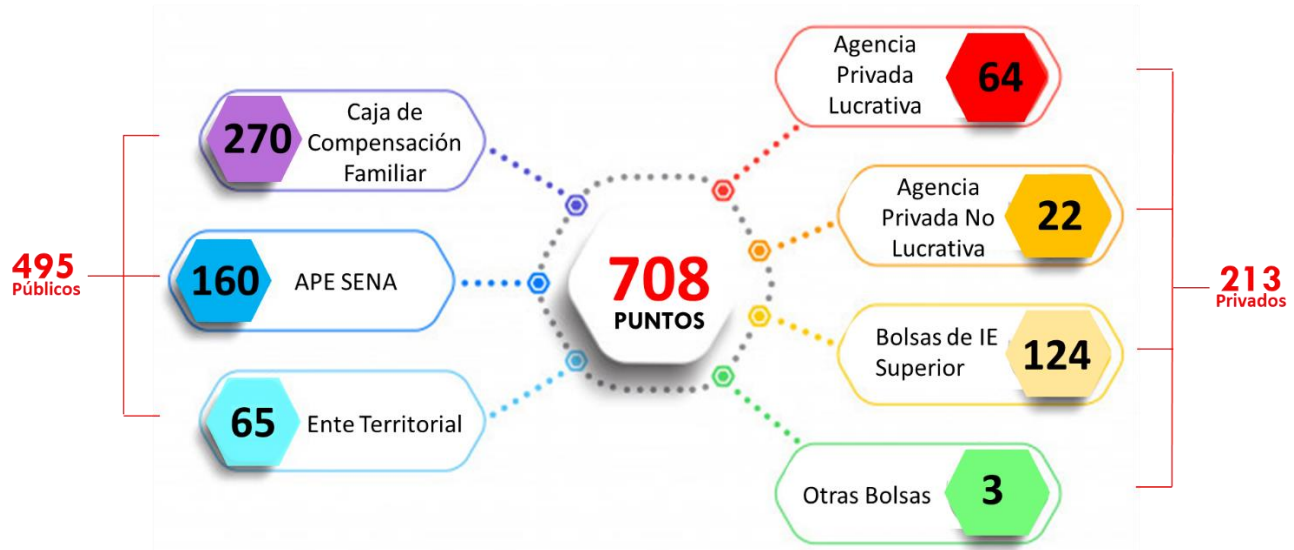 495
Públicos
270
Caja de
Compensación
Familiar
160
APE SENA
65
Ente Territorial
708
PUNTOS
Agencia
Privada
Lucrativa
64
Agencia
Privada No
Lucrativa
22
Bolsas de IE
Superior
124
Otras Bolsas
3
213
Privados